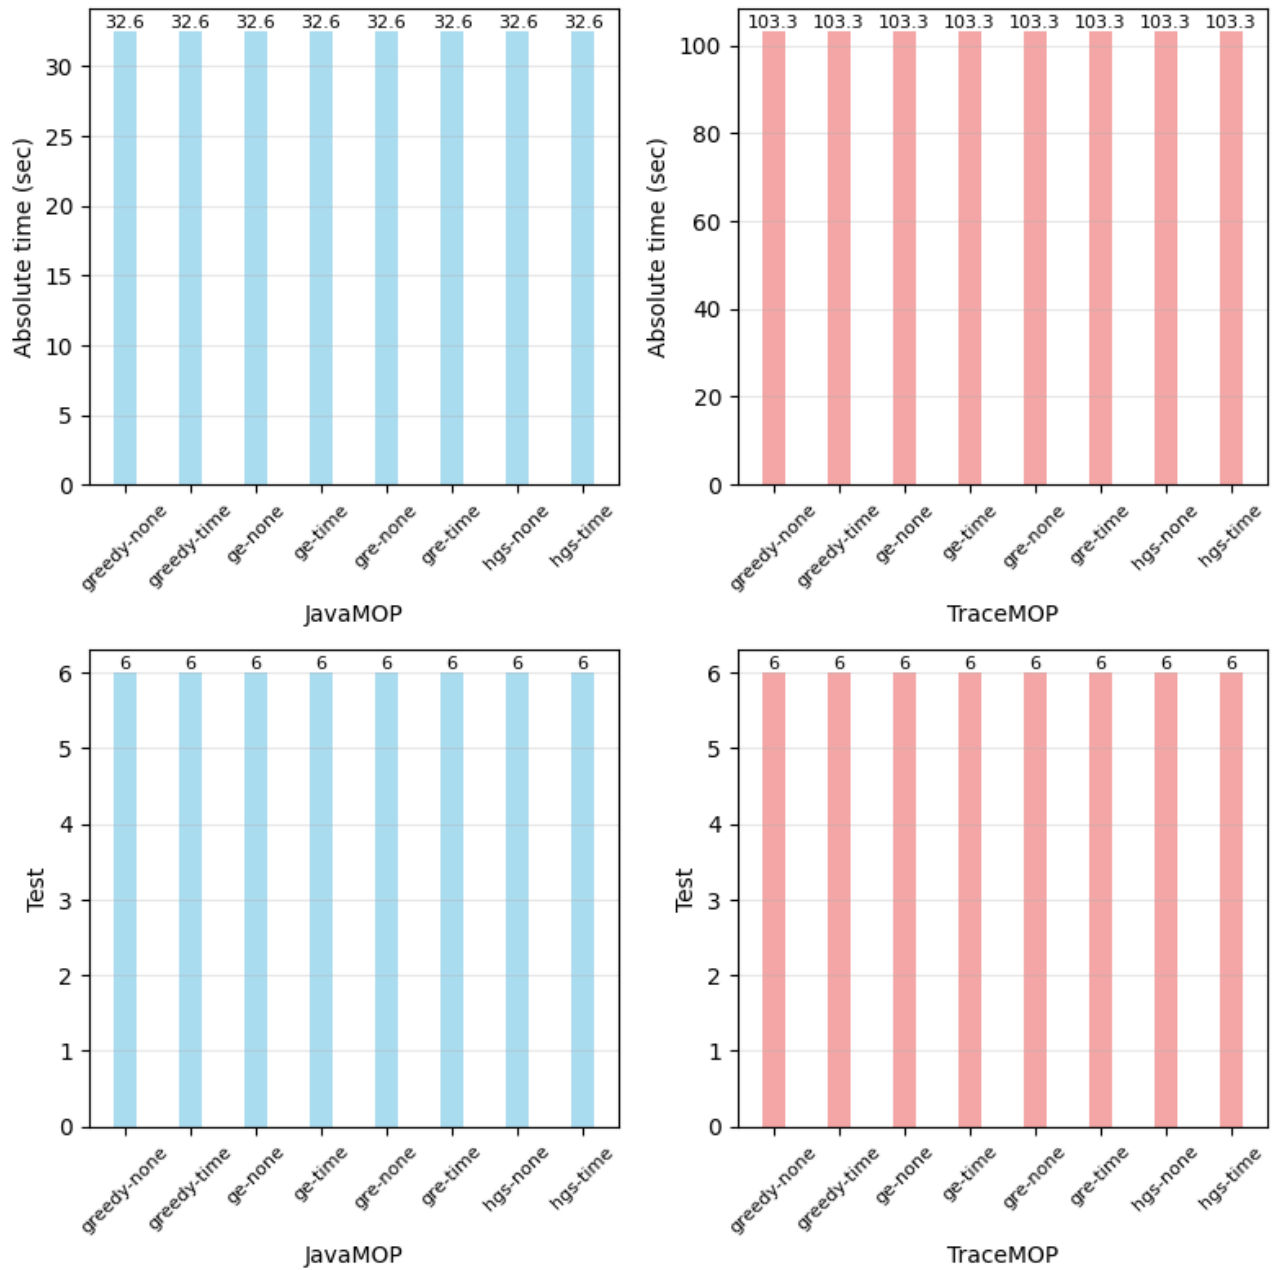 32.6 32.6 32.6 32.6 32.6 32.6 32.6 32.6
30
25
20
15
10
5
0
Absolute time (sec)
greedy-none greedy-time ge-none ge-time gre-none gre-time hgs-none hgs-time
JavaMOP
103.3 103.3 103.3 103.3 103.3 103.3 103.3 103.3
100
80
60
40
20
0
Absolute time (sec)
greedy-none greedy-time ge-none ge-time gre-none gre-time hgs-none hgs-time
TraceMOP
6 6 6 6 6 6 6 6
6
5
4
3
2
1
0
Test
greedy-none greedy-time ge-none ge-time gre-none gre-time hgs-none hgs-time
JavaMOP
6 6 6 6 6 6 6 6
6
5
4
3
2
1
0
Test
greedy-none greedy-time ge-none ge-time gre-none gre-time hgs-none hgs-time
TraceMOP